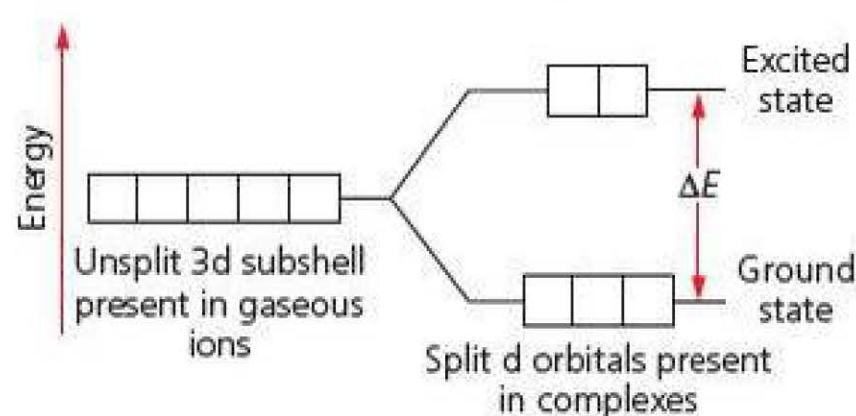 Energy
Unsplit 3d subshell
present in gaseous
ions
Excited
state
ΔE
Ground
state
Split d orbitals present
in complexes